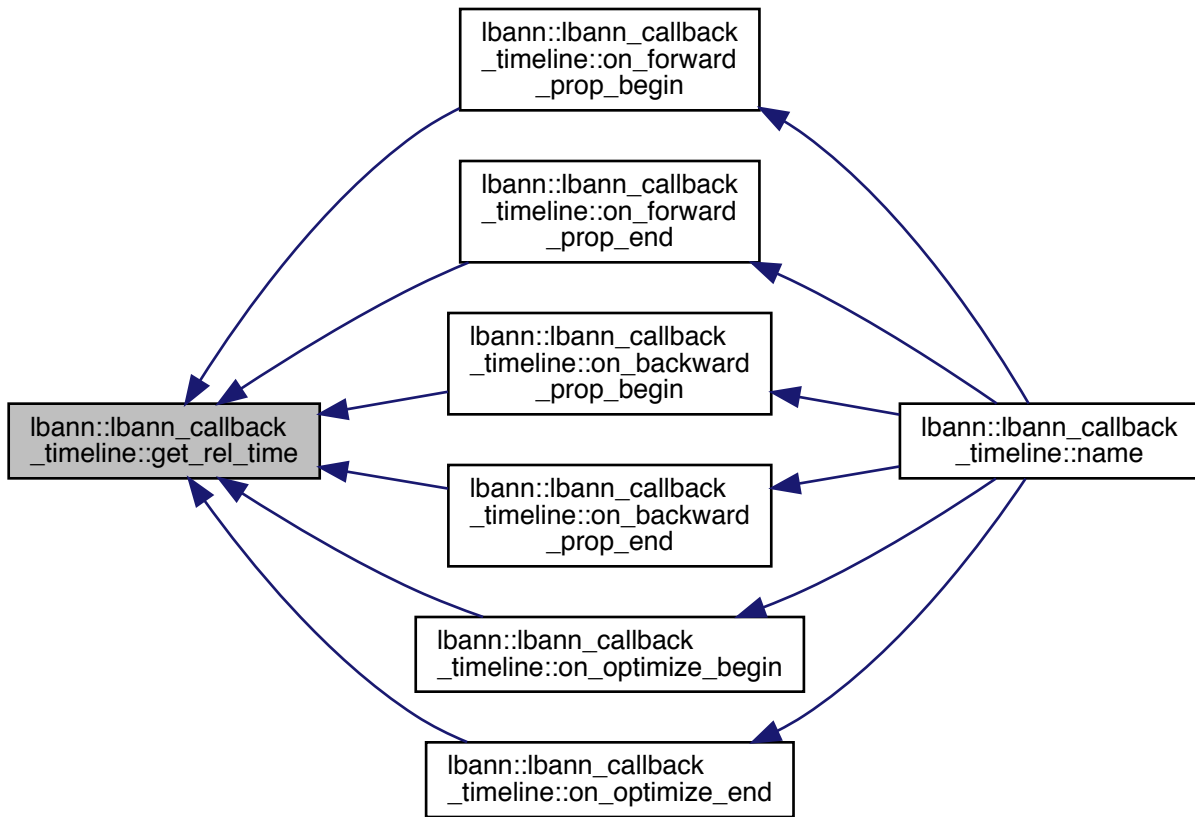 lbann::lbann_callback
_timeline::on_forward
_prop_begin
lbann::lbann_callback
_timeline::on_forward
_prop_end
lbann::lbann_callback
_timeline::on_backward
_prop_begin
lbann::lbann_callback
_timeline::get_rel_time
lbann::lbann_callback
_timeline::name
lbann::lbann_callback
_timeline::on_backward
_prop_end
lbann::lbann_callback
_timeline::on_optimize_begin
lbann::lbann_callback
_timeline::on_optimize_end